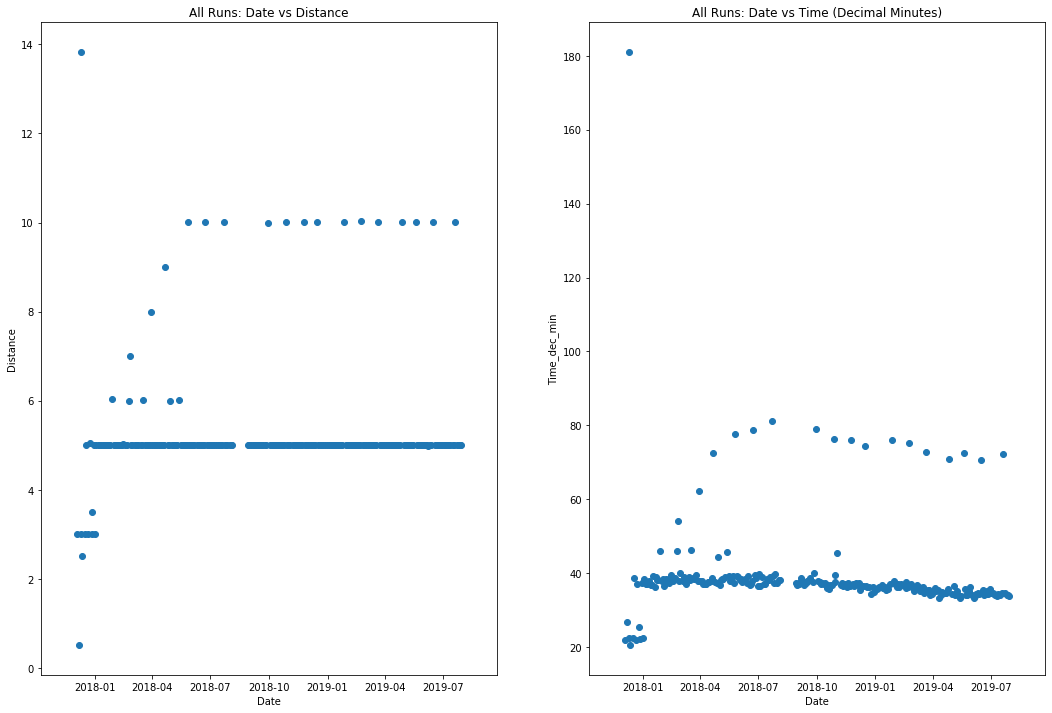 All Runs: Date vs Distance
14
12
10
8
6
4
2
0
Distance
2018-01 2018-04 2018-07 2018-10 2019-01 2019-04 2019-07
Date
All Runs: Date vs Time (Decimal Minutes)
180
160
140
120
100
80
60
40
20
Time_dec_min
2018-01 2018-04 2018-07 2018-10 2019-01 2019-04 2019-07
Date